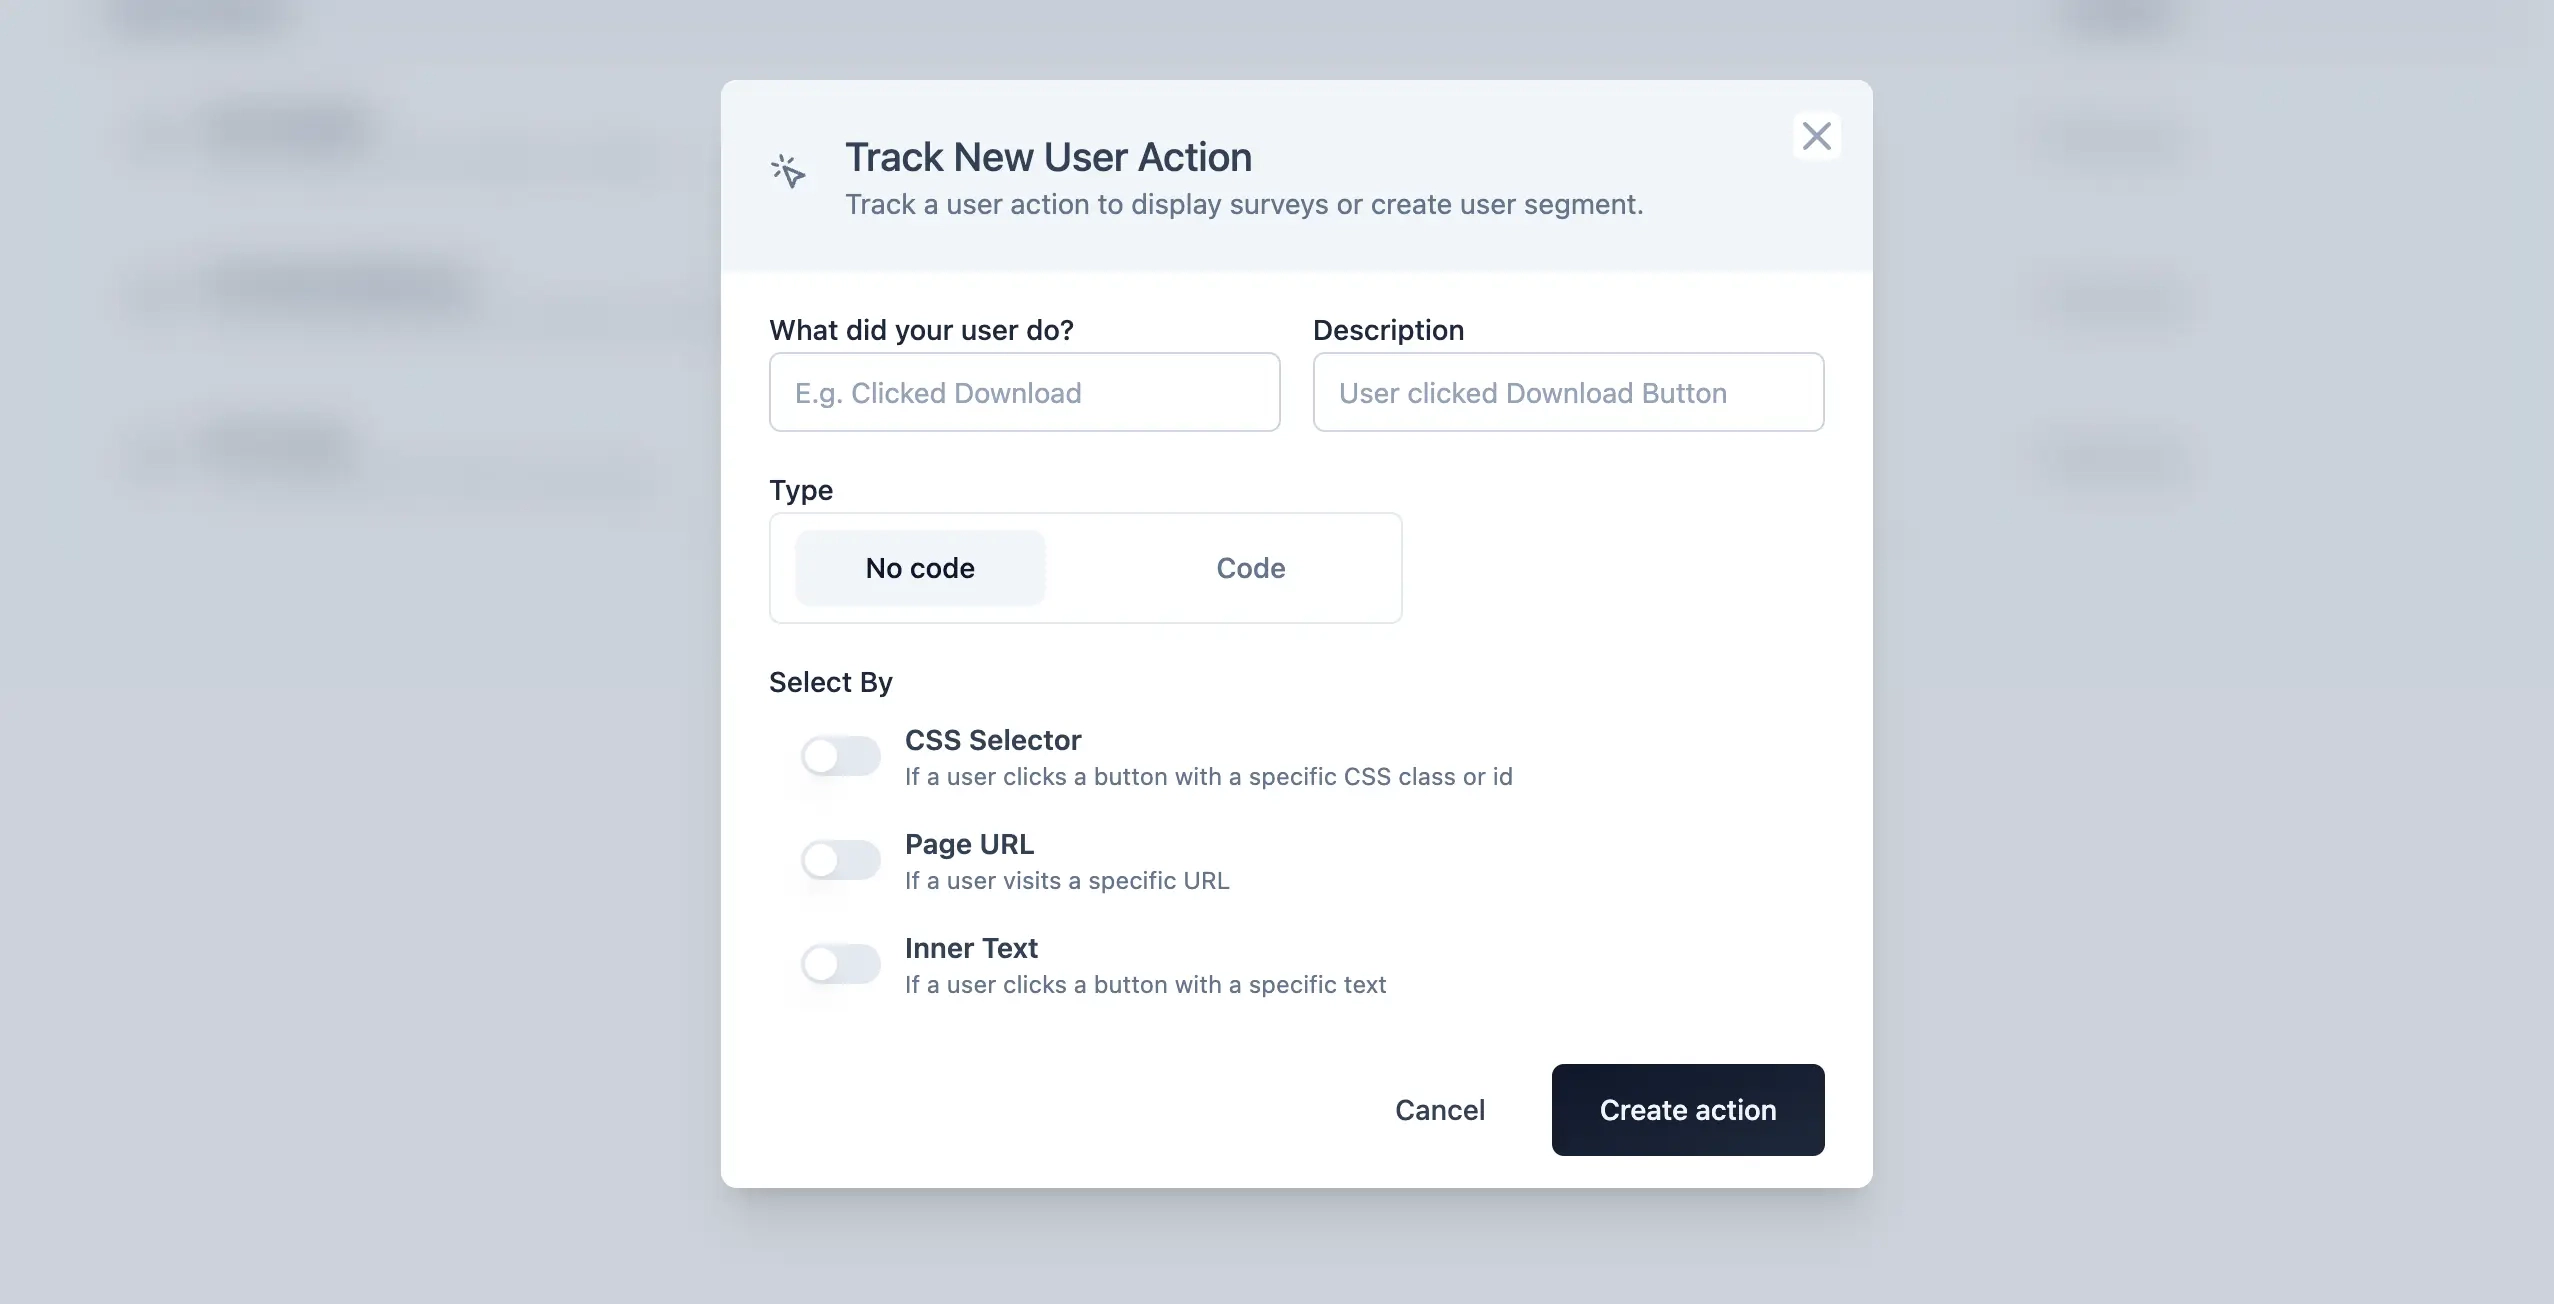 Track New User Action
Track a user action to display surveys or create user segment.
What did your user do?
Description
E.g. Clicked Download
User clicked Download Button
Type
No code
Code
Select By
CSS Selector
If a user clicks a button with a specific CSS class or id
Page URL
If a user visits a specific URL
Inner Text
If a user clicks a button with a specific text
Cancel
Create action